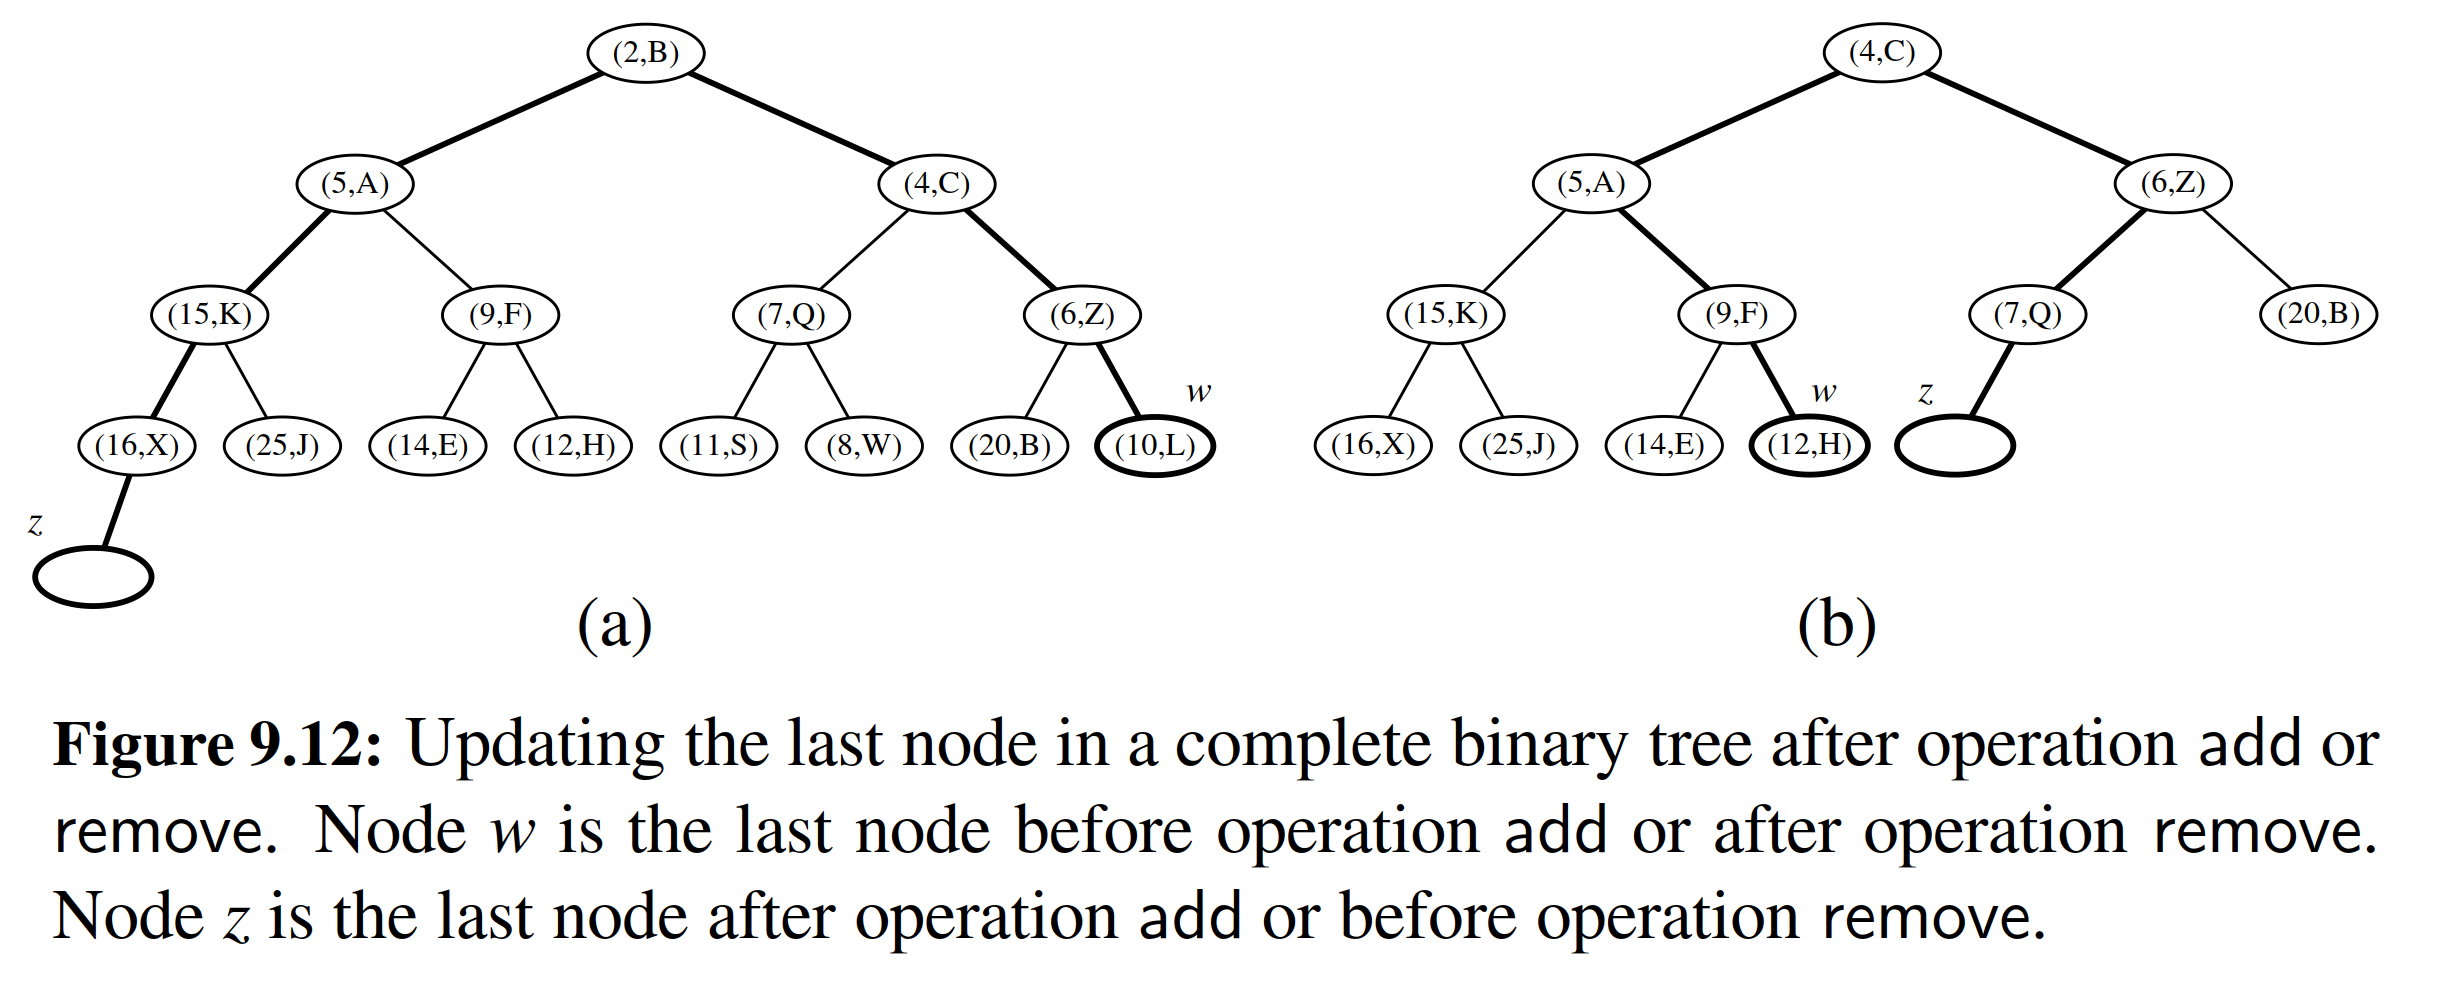 (2,B) (4,C)
(5,A) (4,C) (5,A) (6,Z)
(15,K) (9,F) (7,Q) (6,Z) (15,K) (9,F) (7,Q) (20,B)
w w z
(16,X) (25,J) (14,E) (12,H) (11,S) (8,W) (20,B) (10,L) (16,X) (25,J) (14,E) (12,H)
z
(a) (b)
Figure 9.12: Updating the last node in a complete binary tree after operation add or
remove. Node w is the last node before operation add or after operation remove.
Node z is the last node after operation add or before operation remove.